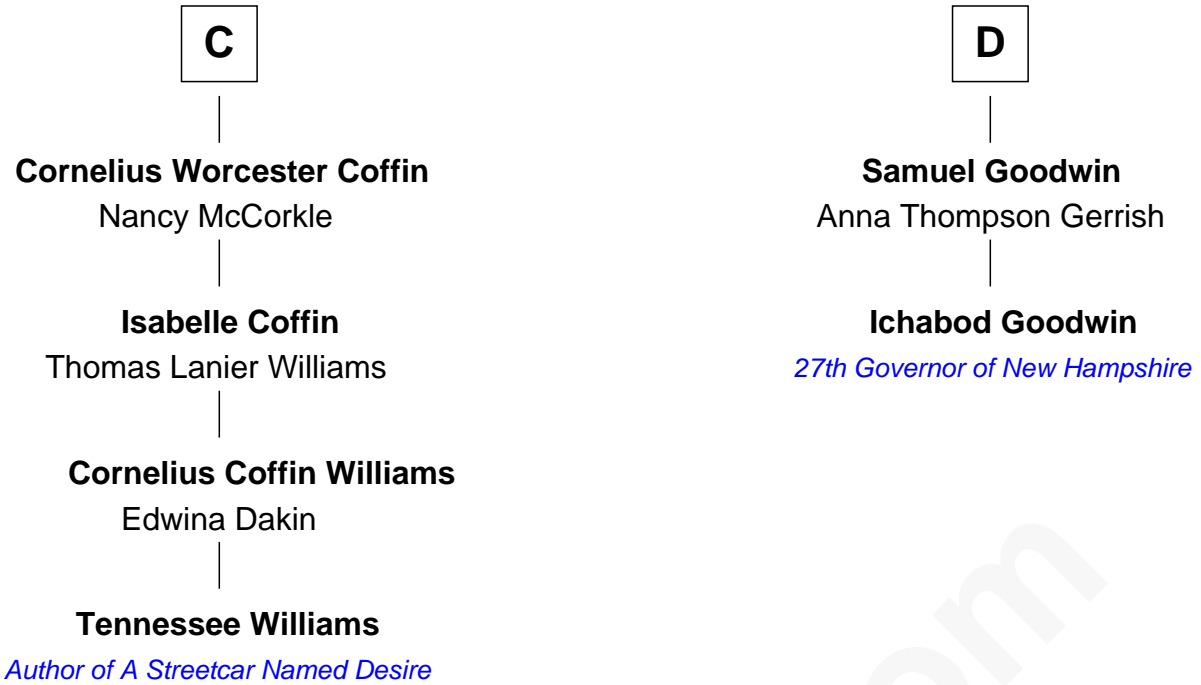 C
Cornelius Worcester Coffin
Nancy McCorkle
Isabelle Coffin
Thomas Lanier Williams
Cornelius Coffin Williams
Edwina Dakin
Tennessee Williams
Author of A Streetcar Named Desire
D
Samuel Goodwin
Anna Thompson Gerrish
Ichabod Goodwin
27th Governor of New Hampshire
om